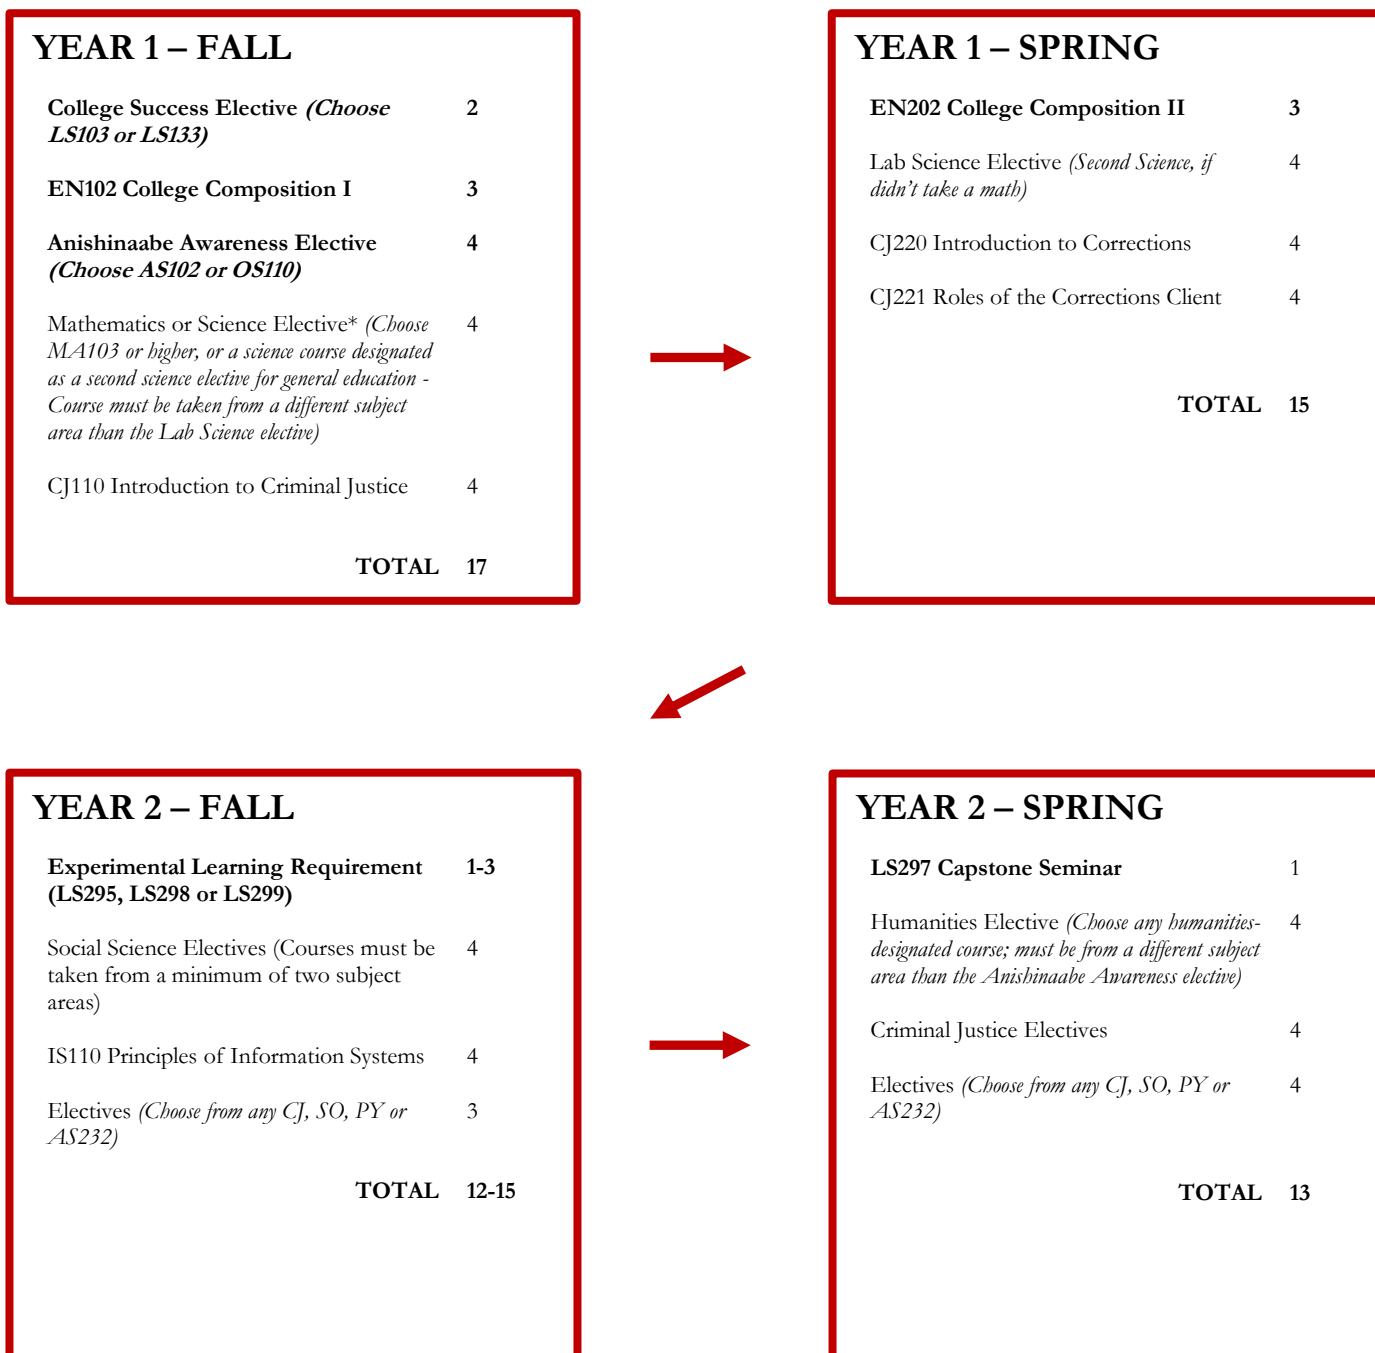 YEAR 1 – FALL
College Success Elective (Choose 2
LS103 or LS133)
EN102 College Composition I 3
Anishinaabe Awareness Elective 4
(Choose AS102 or OS110)
Mathematics or Science Elective* (Choose 4
MA103 or higher, or a science course designated
as a second science elective for general education -
Course must be taken from a different subject
area than the Lab Science elective)
CJ110 Introduction to Criminal Justice 4
TOTAL 17
YEAR 1 – SPRING
EN202 College Composition II 3
Lab Science Elective (Second Science, if 4
didn't take a math)
CJ220 Introduction to Corrections 4
CJ221 Roles of the Corrections Client 4
TOTAL 15
YEAR 2 – FALL
Experimental Learning Requirement 1-3
(LS295, LS298 or LS299)
Social Science Electives (Courses must be 4
taken from a minimum of two subject
areas)
IS110 Principles of Information Systems 4
Electives (Choose from any CJ, SO, PY or 3
AS232)
TOTAL 12-15
YEAR 2 – SPRING
LS297 Capstone Seminar 1
Humanities Elective (Choose any humanities- 4
designated course; must be from a different subject
area than the Anishinaabe Awareness elective)
Criminal Justice Electives 4
Electives (Choose from any CJ, SO, PY or 4
AS232)
TOTAL 13